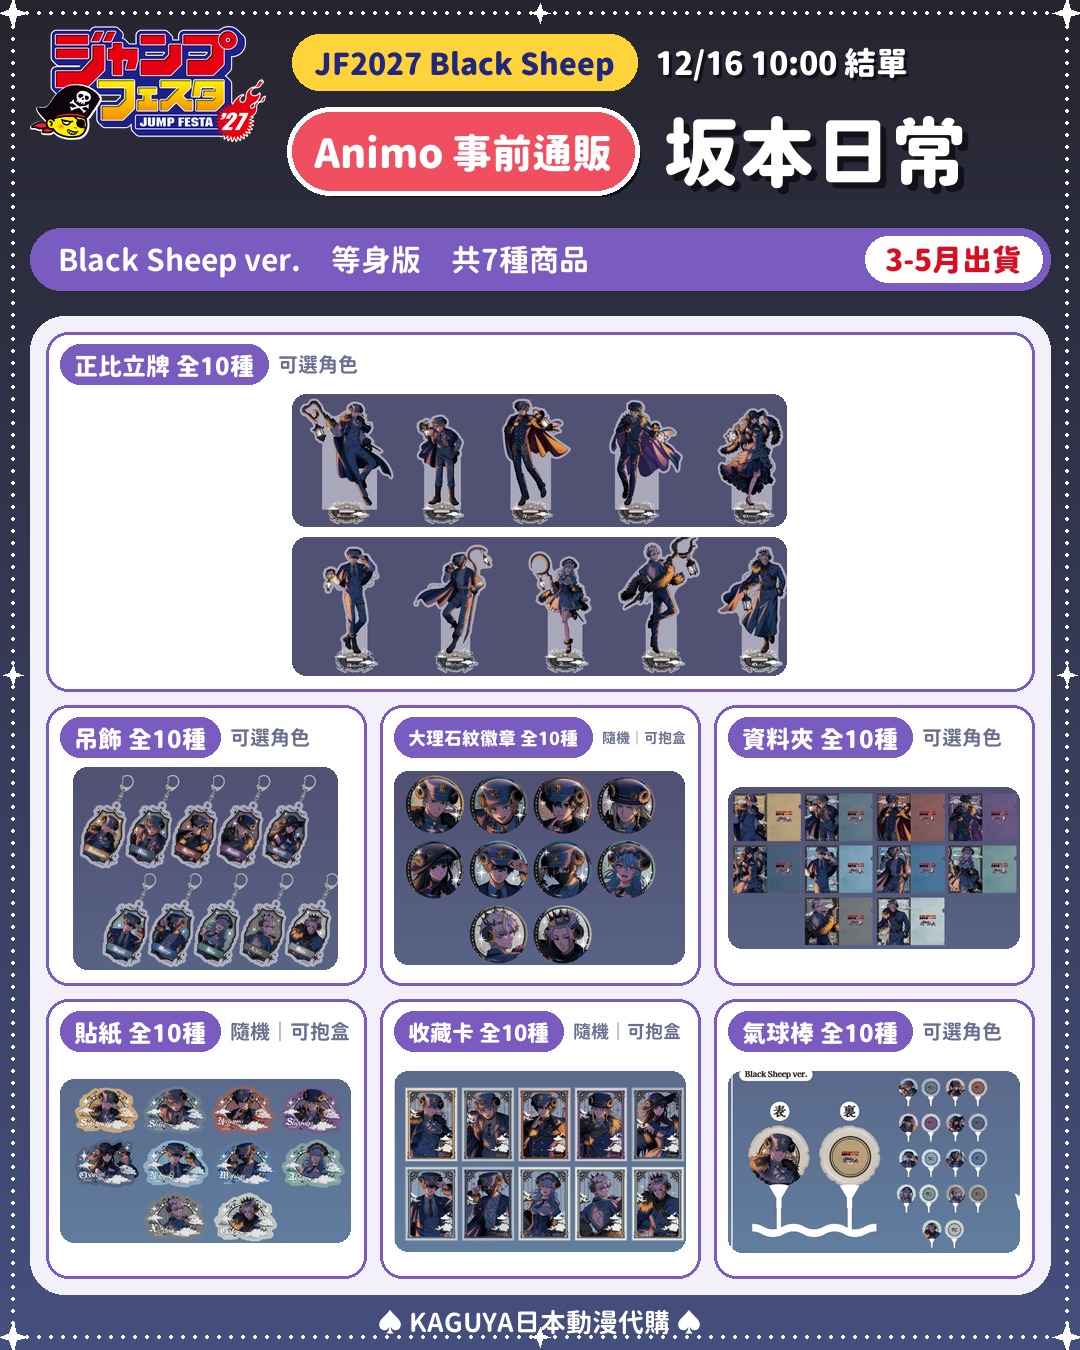 ジャンプ
フェスタ
JUMP FESTA '27
JF2027 Black Sheep
12/16 10:00 結單
Animo 事前通販
坂本日常
Black Sheep ver. 等身版 共7種商品
3-5月出貨
正比立牌 全10種 可選角色
吊飾 全10種 可選角色
大理石紋徽章 全10種 隨機｜可抱盒
資料夾 全10種 可選角色
貼紙 全10種 隨機｜可抱盒
收藏卡 全10種 隨機｜可抱盒
氣球棒 全10種 可選角色
Black Sheep ver.
表 裏
♠ KAGUYA日本動漫代購 ♠